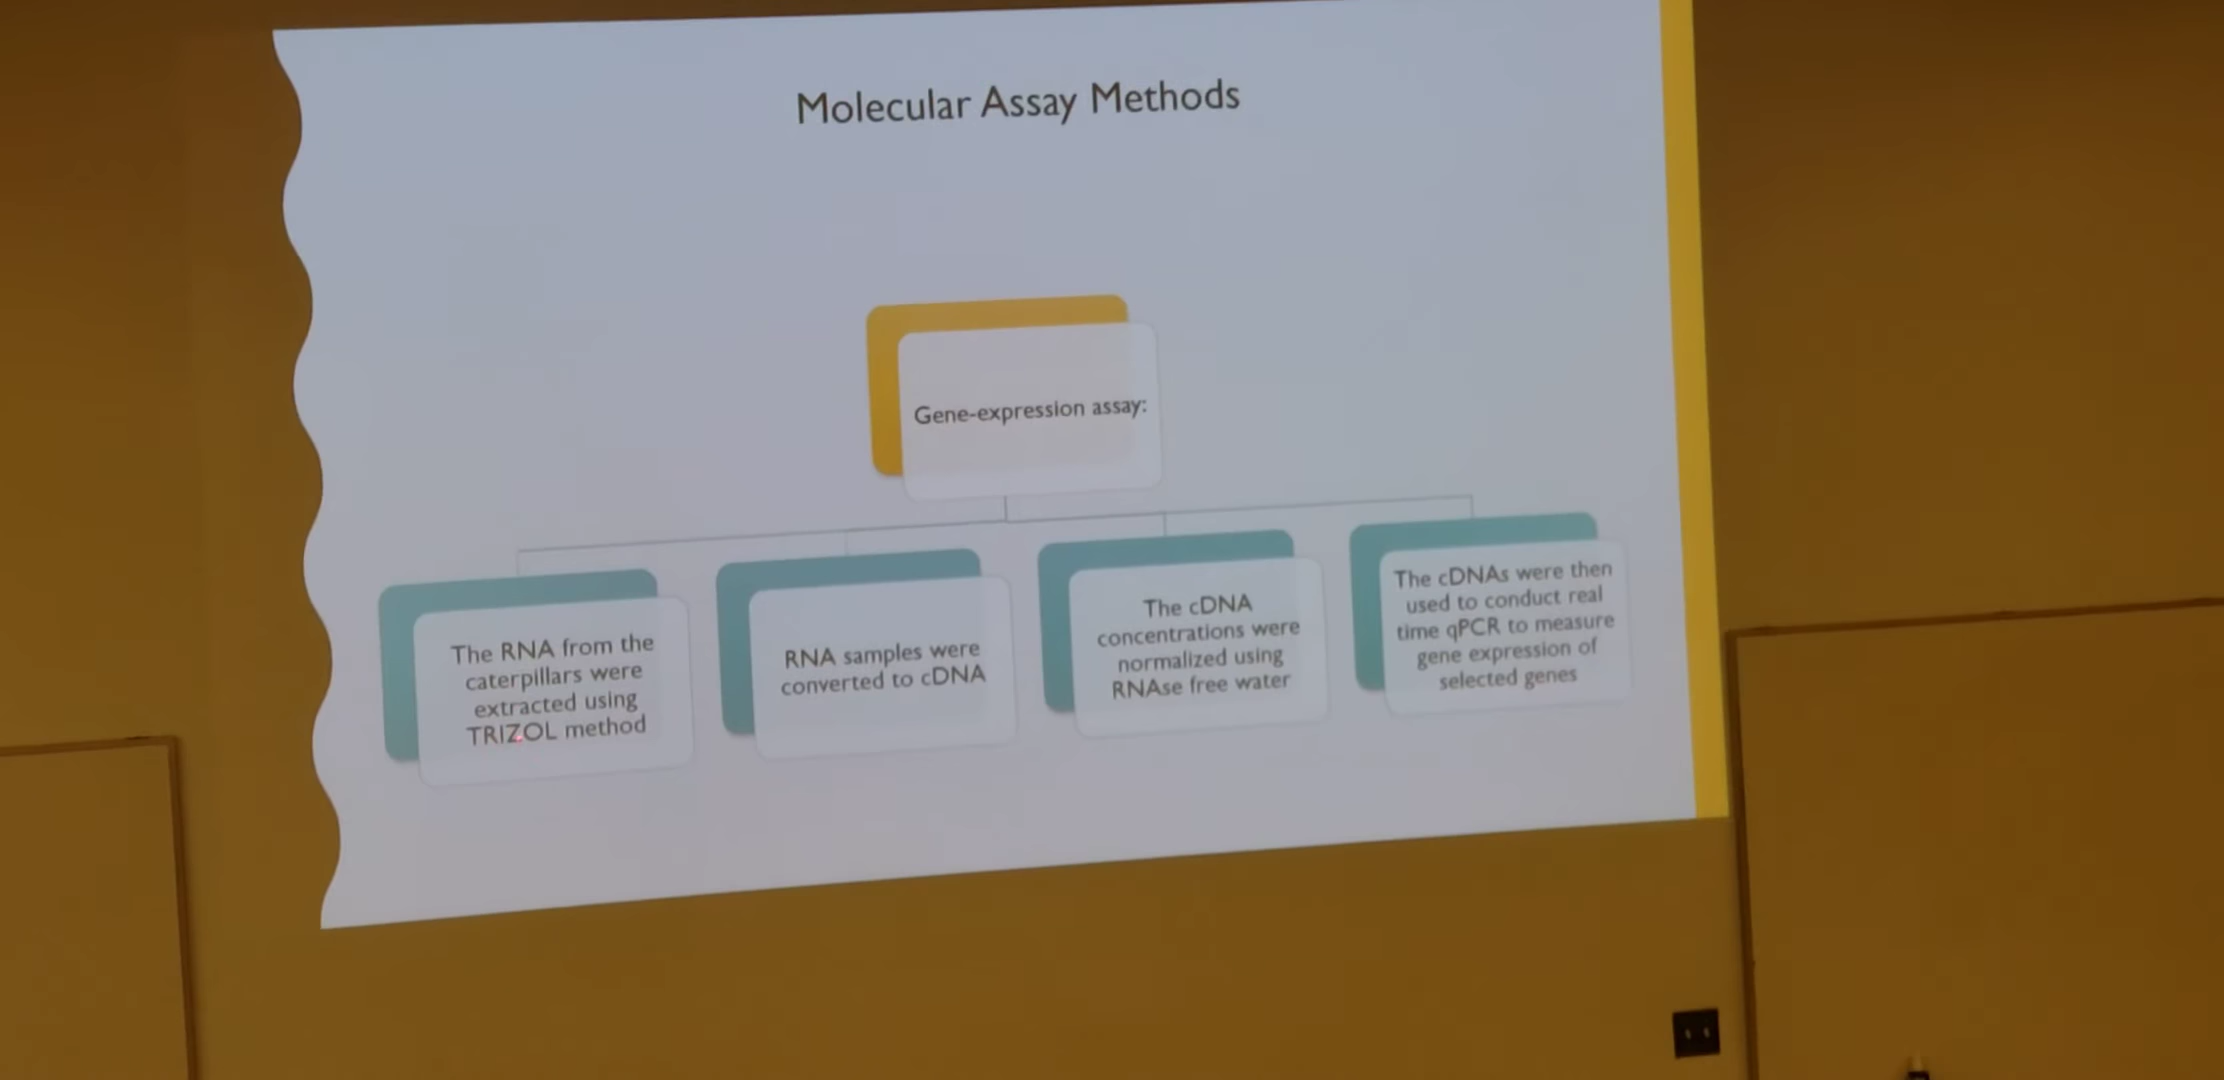 Molecular Assay Methods
Gene-expression assay:
The RNA from the
caterpillars were
extracted using
TRIZOL method
RNA samples were
converted to cDNA
The cDNA
concentrations were
normalized using
RNAse free water
The cDNAs were then
used to conduct real
time qPCR to measure
gene expression of
selected genes